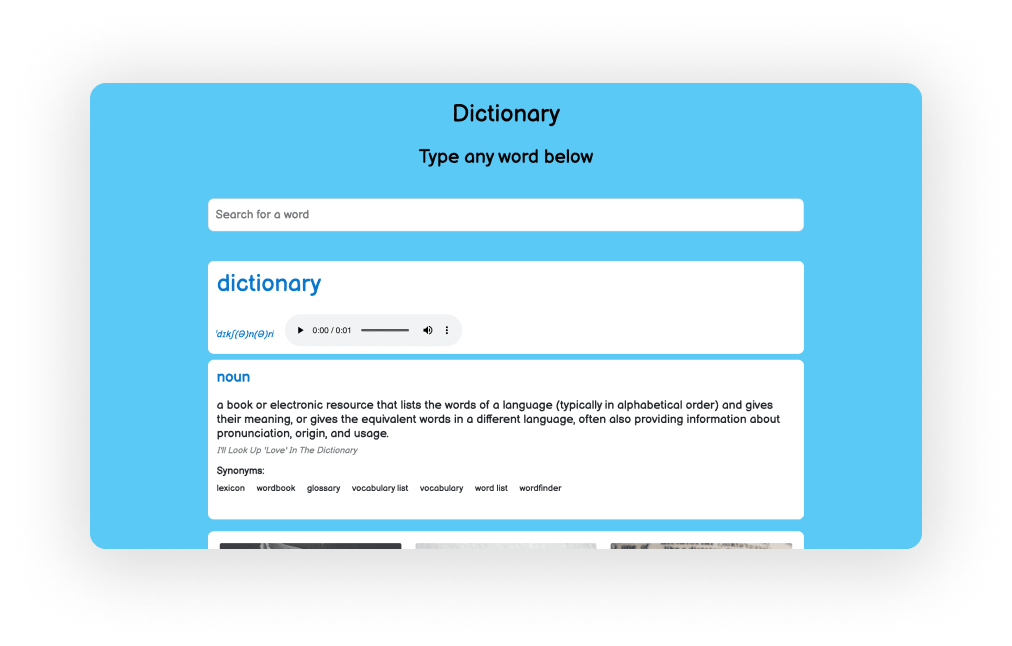 Dictionary
Type any word below
Search for a word
dictionary
'dɪkʃ(Ə)n(Ə)ri
0:00 / 0:01
noun
a book or electronic resource that lists the words of a language (typically in alphabetical order) and gives
their meaning, or gives the equivalent words in a different language, often also providing information about
pronunciation, origin, and usage.
I'll Look Up 'Love' In The Dictionary
Synonyms:
lexicon wordbook glossary vocabulary list vocabulary word list wordfinder